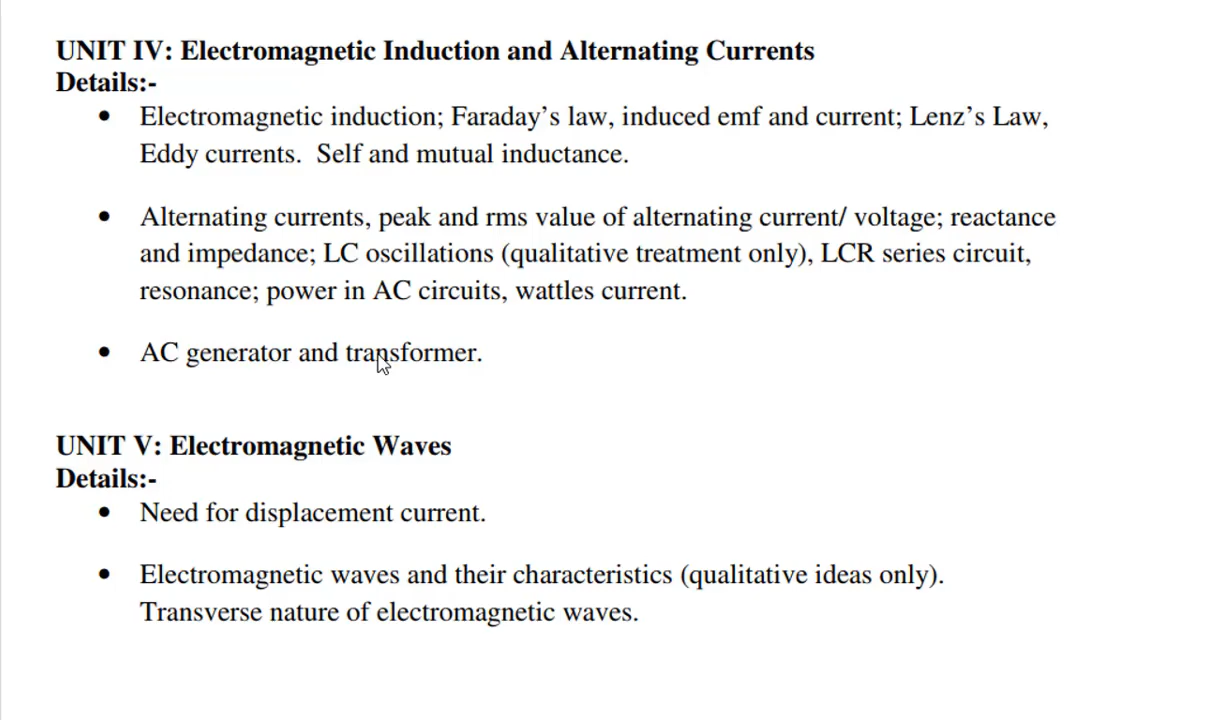 UNIT IV: Electromagnetic Induction and Alternating Currents
Details:-
• Electromagnetic induction; Faraday’s law, induced emf and current; Lenz’s Law,
Eddy currents.  Self and mutual inductance.
• Alternating currents, peak and rms value of alternating current/ voltage; reactance
and impedance; LC oscillations (qualitative treatment only), LCR series circuit,
resonance; power in AC circuits, wattles current.
• AC generator and transformer.
UNIT V: Electromagnetic Waves
Details:-
• Need for displacement current.
• Electromagnetic waves and their characteristics (qualitative ideas only).
Transverse nature of electromagnetic waves.